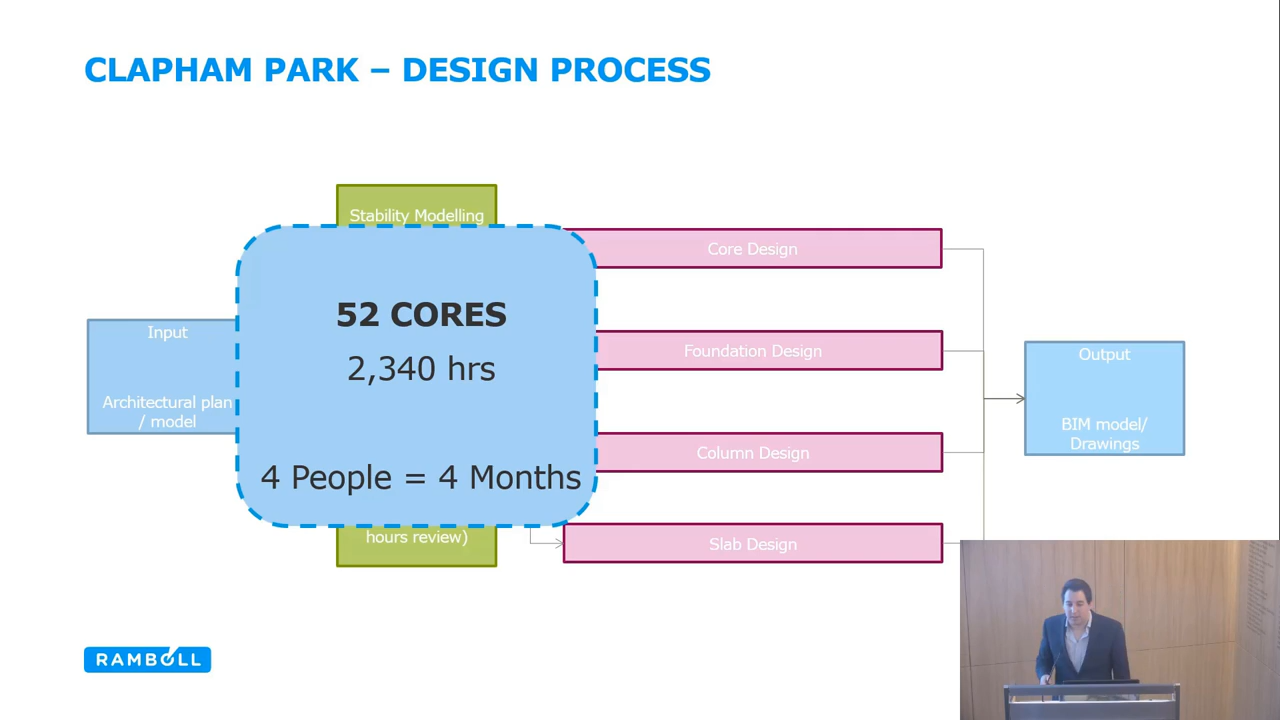 CLAPHAM PARK – DESIGN PROCESS
Stability Modelling
Core Design
52 CORES
2,340 hrs
Input
Architectural plan
/ model
Foundation Design
Output
BIM model/
Drawings
Column Design
4 People = 4 Months
hours review)
Slab Design
RAMBOLL